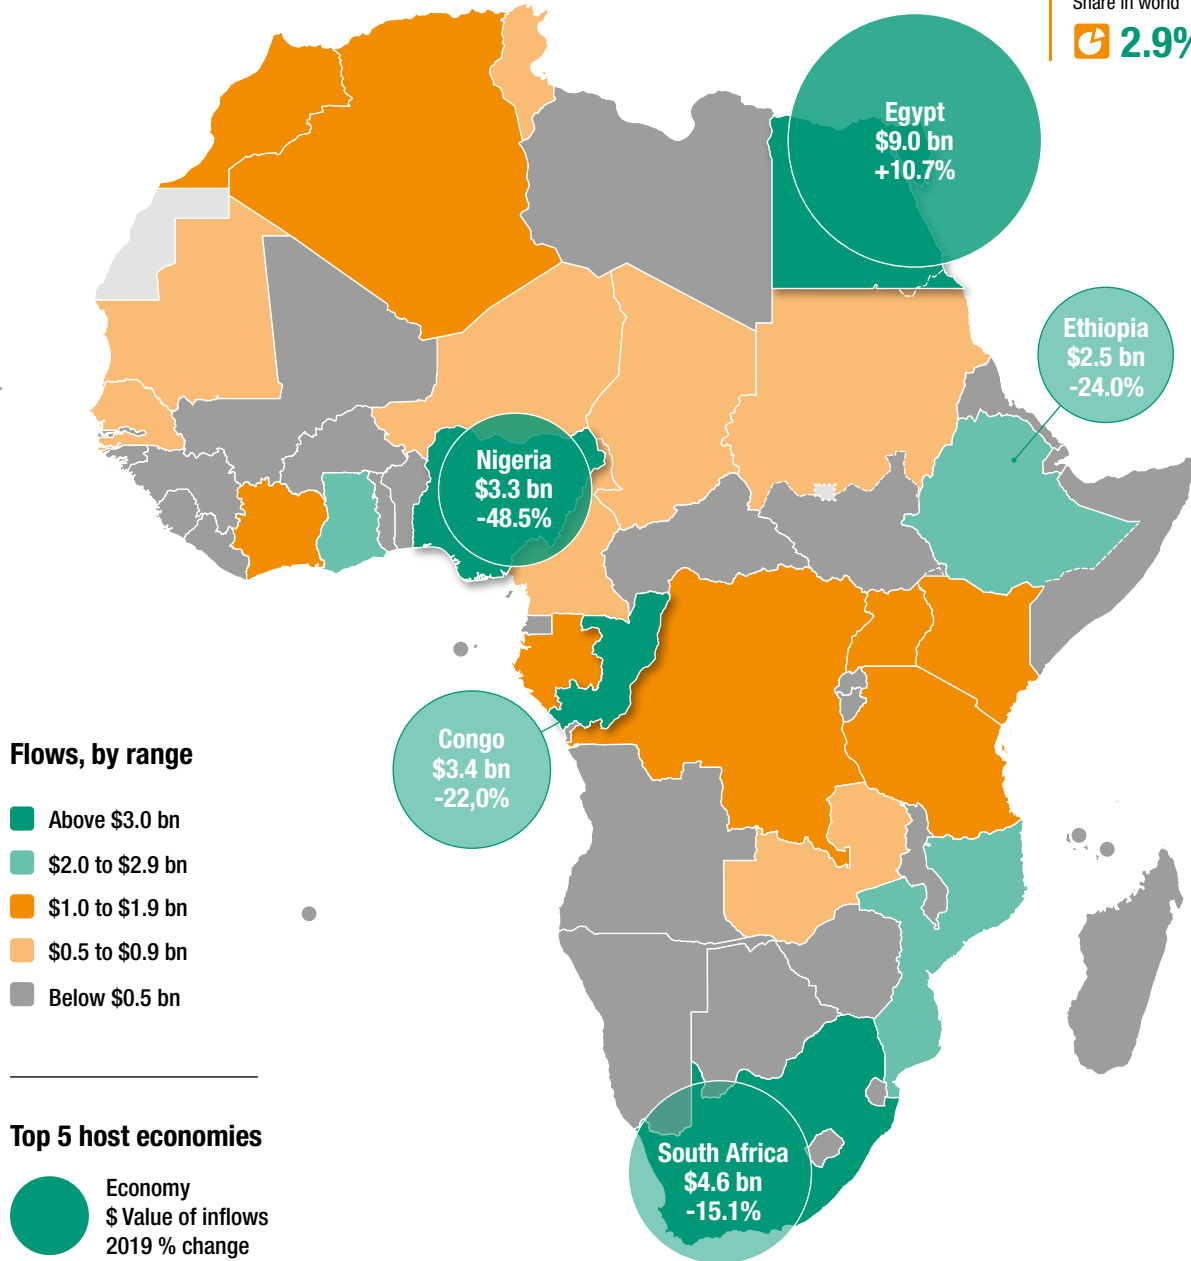 Share in world
2.9%
Egypt
$9.0 bn
+10.7%
Ethiopia
$2.5 bn
-24.0%
Nigeria
$3.3 bn
-48.5%
Congo
$3.4 bn
-22,0%
Flows, by range
Above $3.0 bn
$2.0 to $2.9 bn
$1.0 to $1.9 bn
$0.5 to $0.9 bn
Below $0.5 bn
Top 5 host economies
Economy
$ Value of inflows
2019 % change
South Africa
$4.6 bn
-15.1%